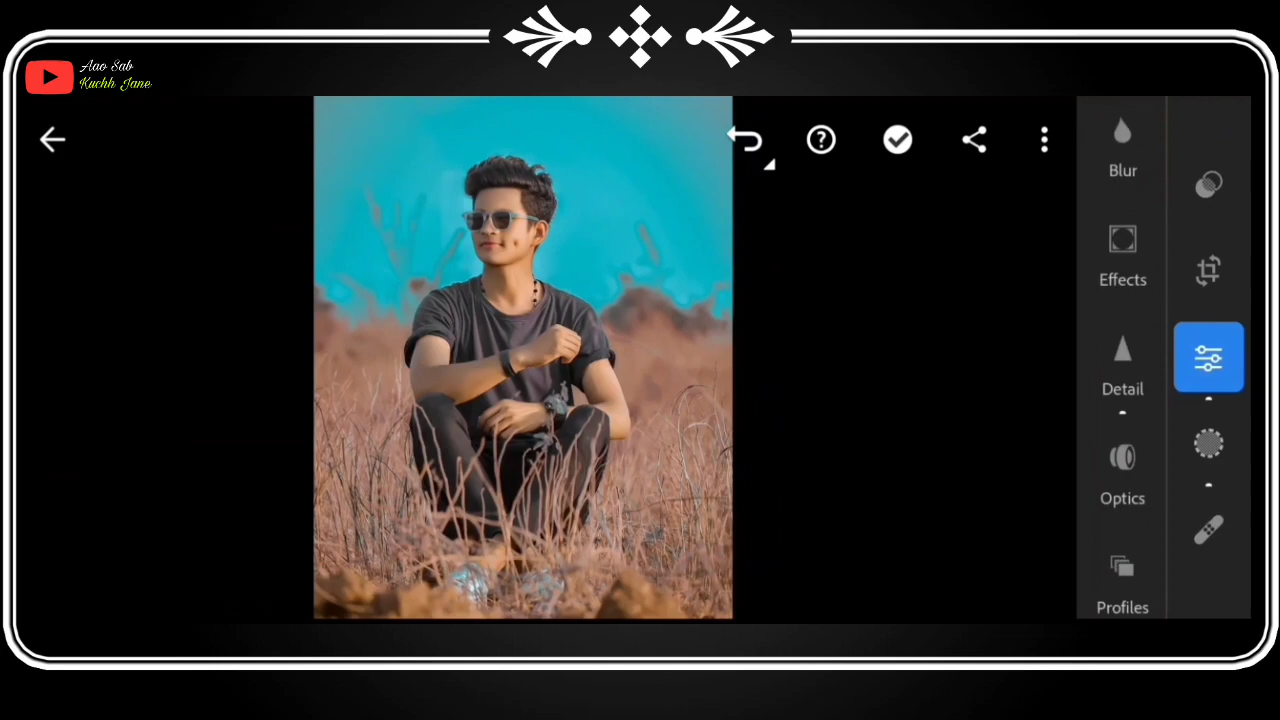 Aao Sab
Kuchh Jane
Blur
Effects
Detail
Optics
Profiles